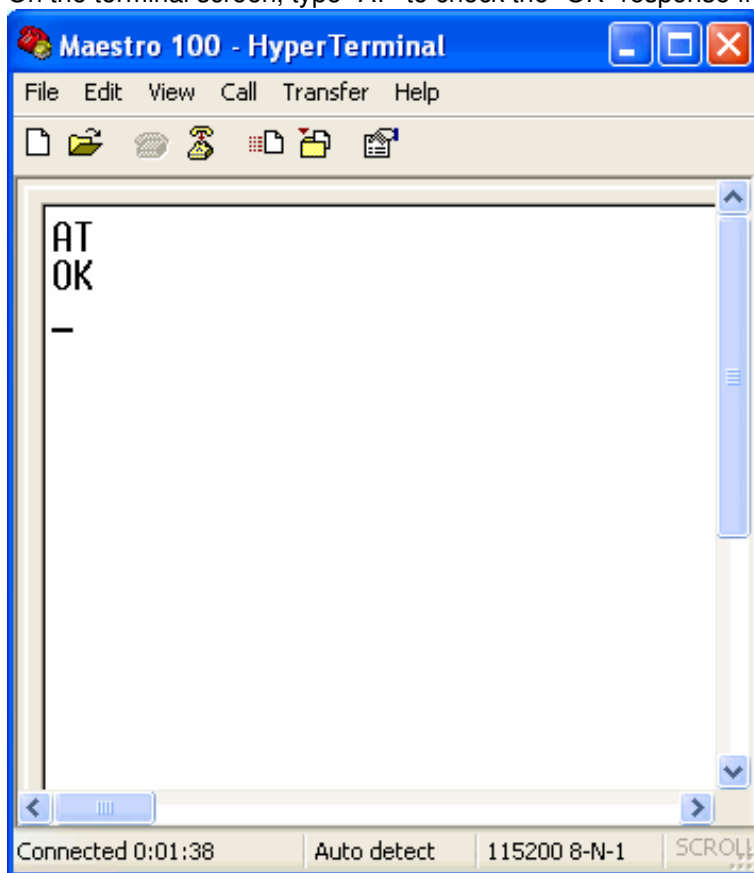 Maestro 100 - HyperTerminal
File Edit View Call Transfer Help
AT
OK
_
Connected 0:01:38 Auto detect 115200 8-N-1 SCROLL